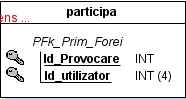 participa
ens ...
PFk_Prim_Forei
Id_Provocare INT
Id_utilizator INT (4)